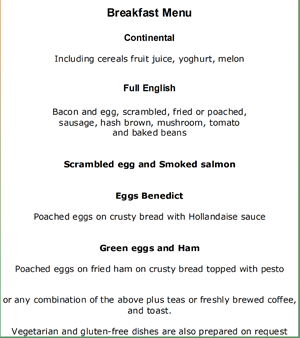 Breakfast Menu
Continental
Including cereals fruit juice, yoghurt, melon
Full English
Bacon and egg, scrambled, fried or poached,
sausage, hash brown, mushroom, tomato
and baked beans
Scrambled egg and Smoked salmon
Eggs Benedict
Poached eggs on crusty bread with Hollandaise sauce
Green eggs and Ham
Poached eggs on fried ham on crusty bread topped with pesto
or any combination of the above plus teas or freshly brewed coffee,
and toast.
Vegetarian and gluten-free dishes are also prepared on request